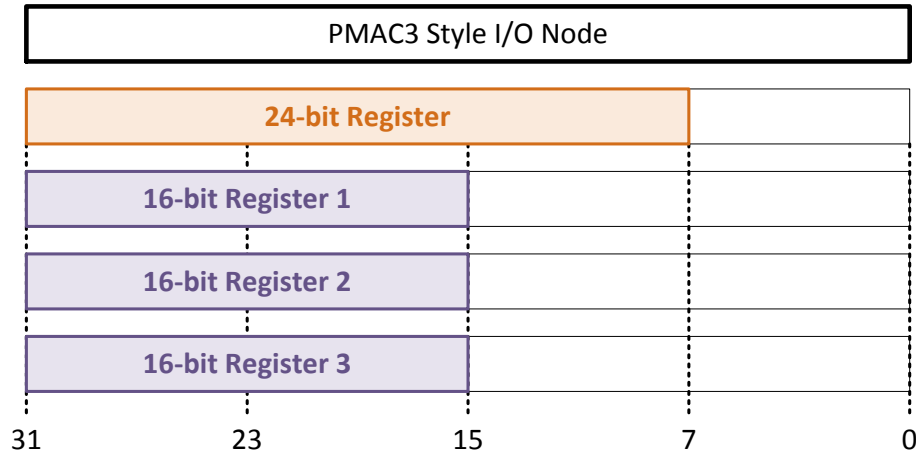 PMAC3 Style I/O Node
24-bit Register
16-bit Register 1
16-bit Register 2
16-bit Register 3
31 23 15 7 0